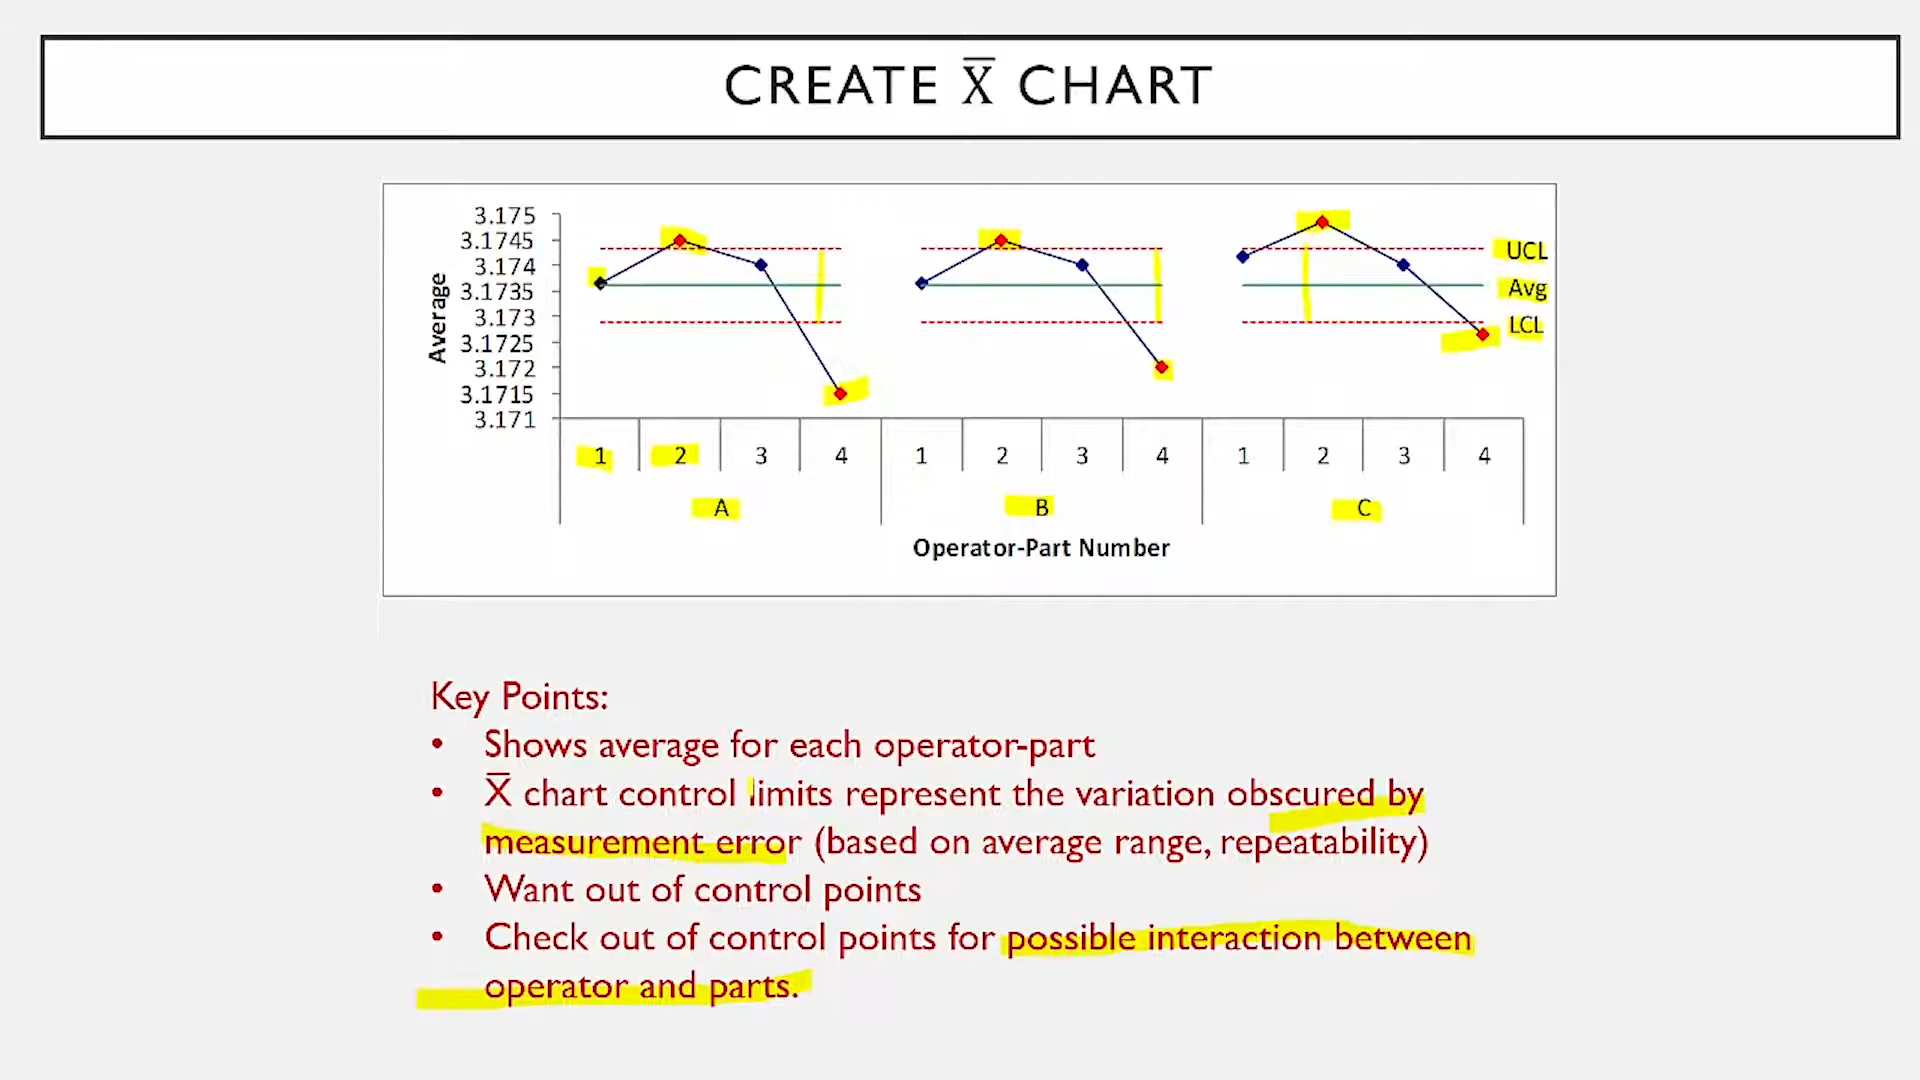 CREATE X̅ CHART
3.175
3.1745
3.174
3.1735
3.173
3.1725
3.172
3.1715
3.171
Average
UCL
Avg
LCL
1 2 3 4 1 2 3 4 1 2 3 4
A B C
Operator-Part Number
Key Points:
• Shows average for each operator-part
• X̅ chart control limits represent the variation obscured by
measurement error (based on average range, repeatability)
• Want out of control points
• Check out of control points for possible interaction between
operator and parts.